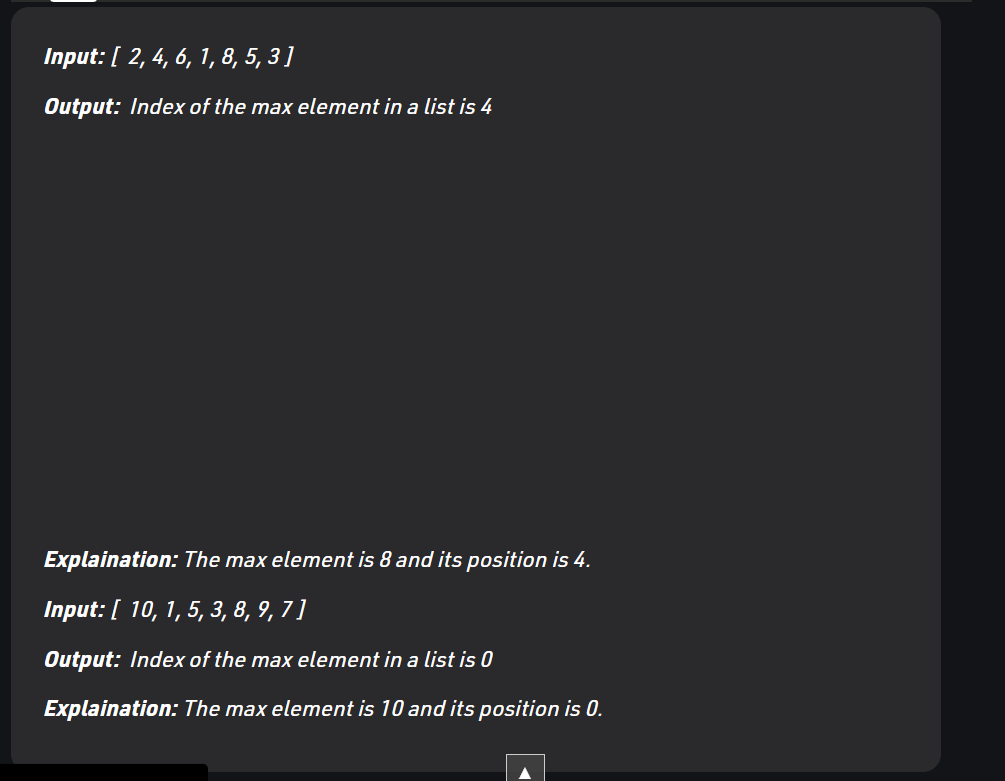 Input: [ 2, 4, 6, 1, 8, 5, 3 ]
Output: Index of the max element in a list is 4
Explaination: The max element is 8 and its position is 4.
Input: [ 10, 1, 5, 3, 8, 9, 7 ]
Output: Index of the max element in a list is 0
Explaination: The max element is 10 and its position is 0.